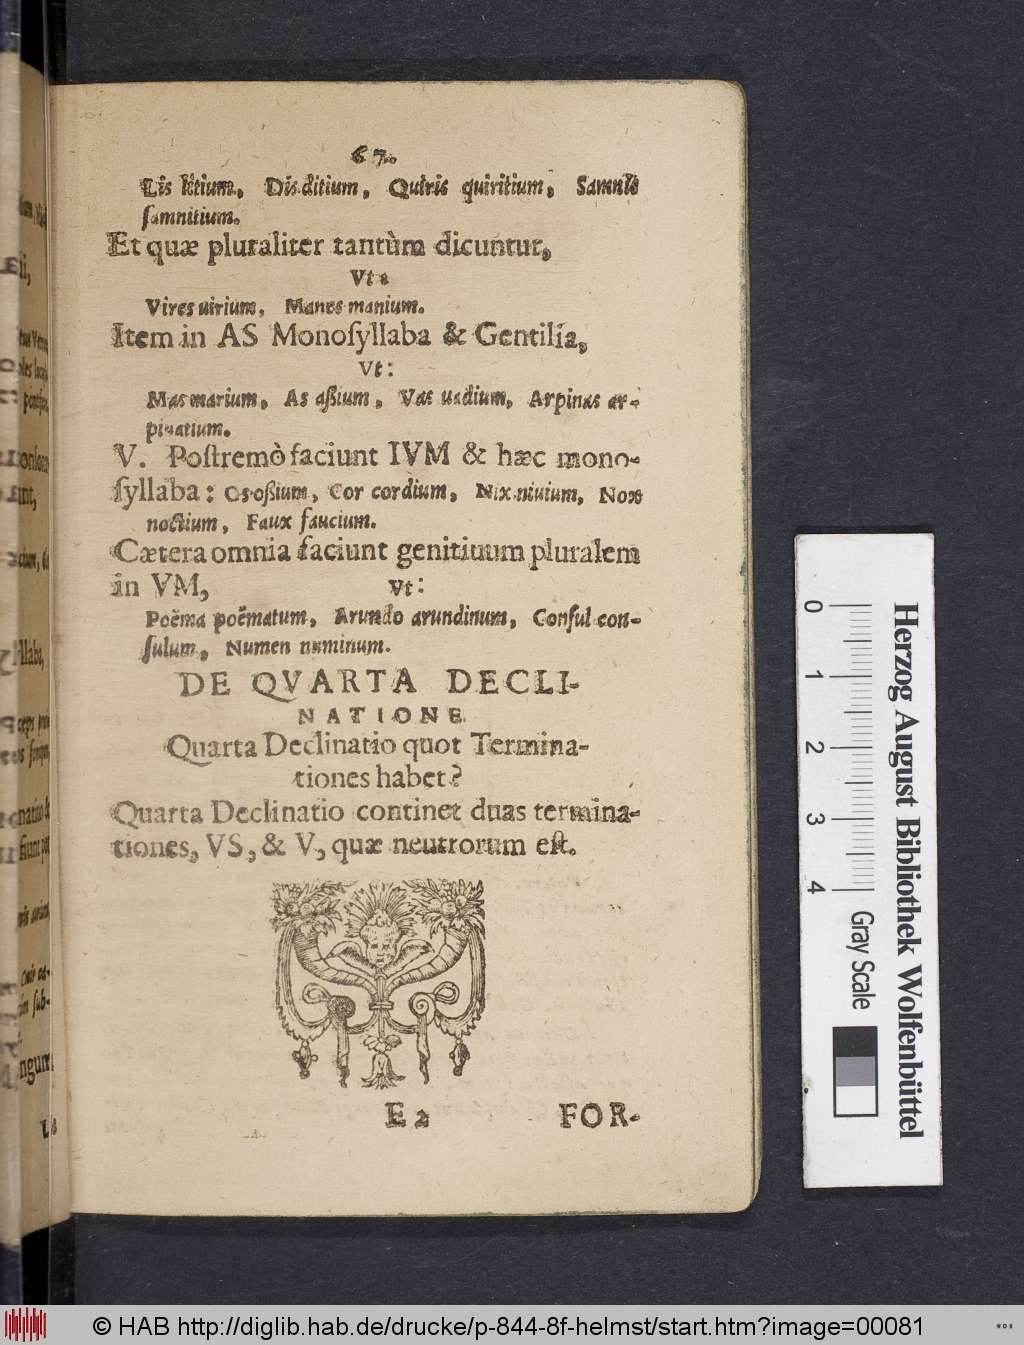 67.
Lis litium, Dis ditium, Quiris quiritium, Samnis
ſamnitium.
Et quæ pluraliter tantùm dicuntur,
Vt:
Vires uirium, Manes manium.
Item in AS Monoſyllaba & Gentilia,
Vt:
Mas marium, As aßium, Vas uadium, Arpinas ar-
pinatium.
V. Poſtremò faciunt IVM & hæc mono-
ſyllaba: Os oßium, Cor cordium, Nix niuium, Nox
noctium, Faux faucium.
Cætera omnia faciunt genitiuum pluralem
in VM, Vt:
Poëma poëmatum, Arundo arundinum, Conſul con-
ſulum, Numen numinum.
DE QVARTA DECLI-
NATIONE
Quarta Declinatio quot Termina-
tiones habet?
Quarta Declinatio continet duas termina-
tiones, VS, & V, quæ neutrorum eſt.
E 2 FOR-
0 1 2 3 4
Herzog August Bibliothek Wolfenbüttel
Gray Scale
© HAB http://diglib.hab.de/drucke/p-844-8f-helmst/start.htm?image=00081